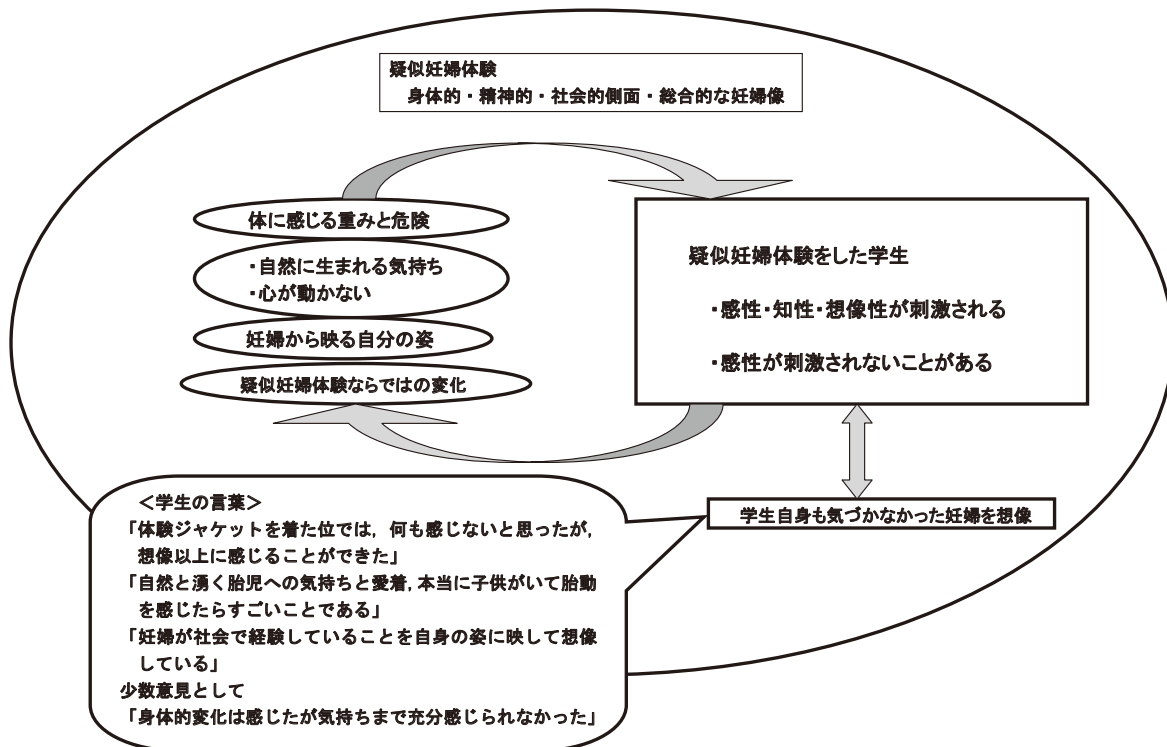 疑似妊婦体験
身体的・精神的・社会的側面・総合的な妊婦像
体に感じる重みと危険
・自然に生まれる気持ち
・心が動かない
妊婦から映る自分の姿
疑似妊婦体験ならではの変化
疑似妊婦体験をした学生
・感性・知性・想像性が刺激される
・感性が刺激されないことがある
学生自身も気づかなかった妊婦を想像
＜学生の言葉＞
「体験ジャケットを着た位では，何も感じないと思ったが，
想像以上に感じることができた」
「自然と湧く胎児への気持ちと愛着，本当に子供がいて胎動
を感じたらすごいことである」
「妊婦が社会で経験していることを自身の姿に映して想像
している」
少数意見として
「身体的変化は感じたが気持ちまで充分感じられなかった」